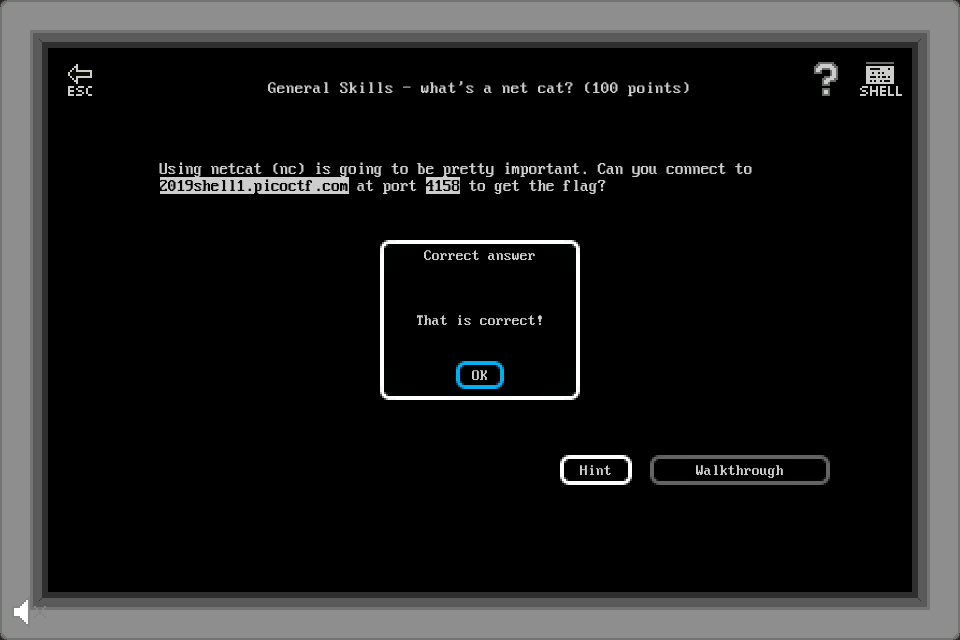 ESC
General Skills - what's a net cat? (100 points)
?
SHELL
Using netcat (nc) is going to be pretty important. Can you connect to
2019shell1.picoctf.com at port 4158 to get the flag?
Correct answer
That is correct!
OK
Hint
Walkthrough